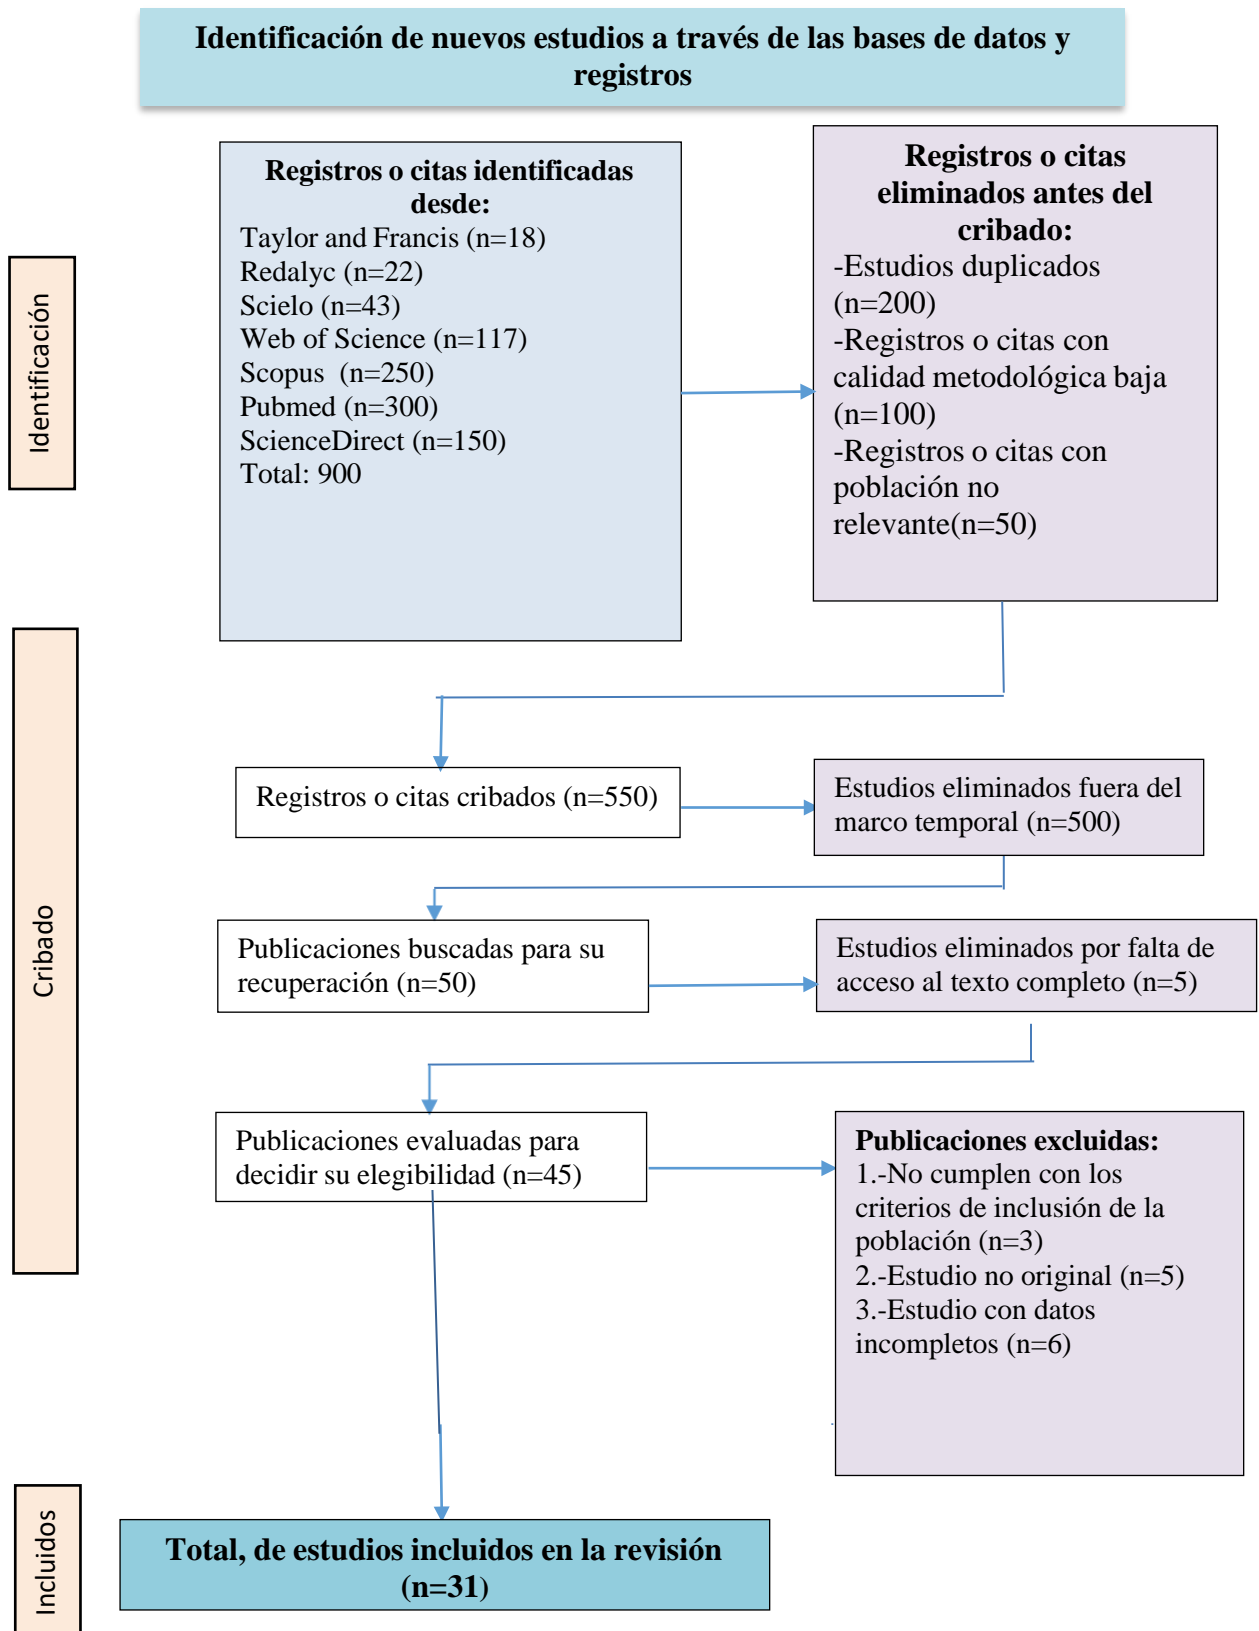 Identificación de nuevos estudios a través de las bases de datos y
registros
Identificación
Registros o citas identificadas
desde:
Taylor and Francis (n=18)
Redalyc (n=22)
Scielo (n=43)
Web of Science (n=117)
Scopus  (n=250)
Pubmed (n=300)
ScienceDirect (n=150)
Total: 900
Registros o citas
eliminados antes del
cribado:
-Estudios duplicados
(n=200)
-Registros o citas con
calidad metodológica baja
(n=100)
-Registros o citas con
población no
relevante(n=50)
Cribado
Registros o citas cribados (n=550)
Estudios eliminados fuera del
marco temporal (n=500)
Publicaciones buscadas para su
recuperación (n=50)
Estudios eliminados por falta de
acceso al texto completo (n=5)
Publicaciones evaluadas para
decidir su elegibilidad (n=45)
Publicaciones excluidas:
1.-No cumplen con los
criterios de inclusión de la
población (n=3)
2.-Estudio no original (n=5)
3.-Estudio con datos
incompletos (n=6)
Incluidos
Total, de estudios incluidos en la revisión
(n=31)